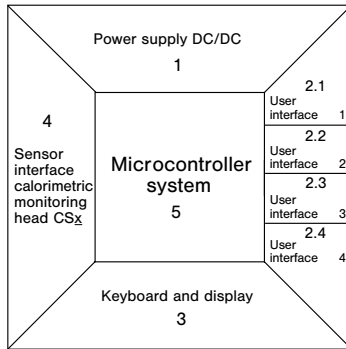 Power supply DC/DC
1
2.1
User
interface 1
2.2
User
interface 2
2.3
User
interface 3
2.4
User
interface 4
4
Sensor
interface
calorimetric
monitoring
head CSx
Microcontroller
system
5
Keyboard and display
3